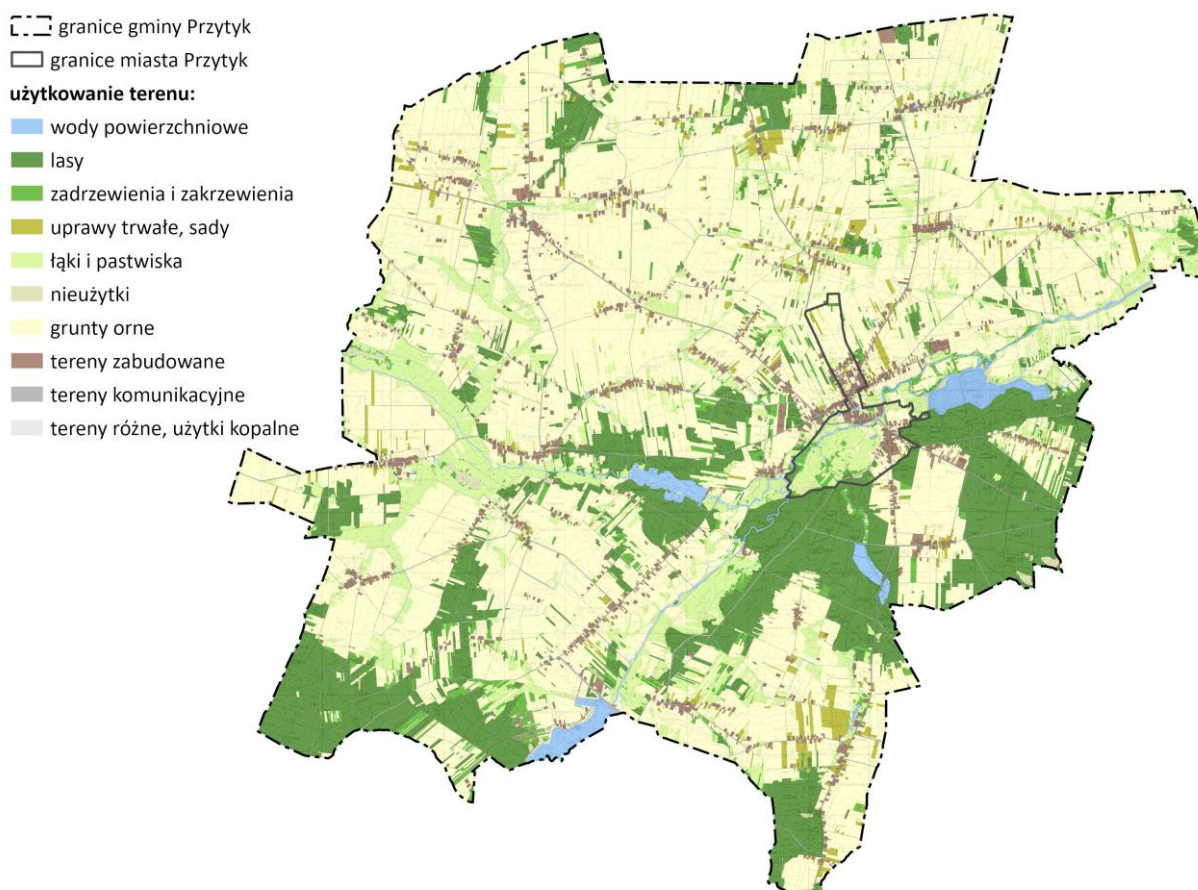 granice gminy Przytyk
granice miasta Przytyk
użytkowanie terenu:
wody powierzchniowe
lasy
zadrzewienia i zakrzewienia
uprawy trwałe, sady
łąki i pastwiska
nieużytki
grunty orne
tereny zabudowane
tereny komunikacyjne
tereny różne, użytki kopalne